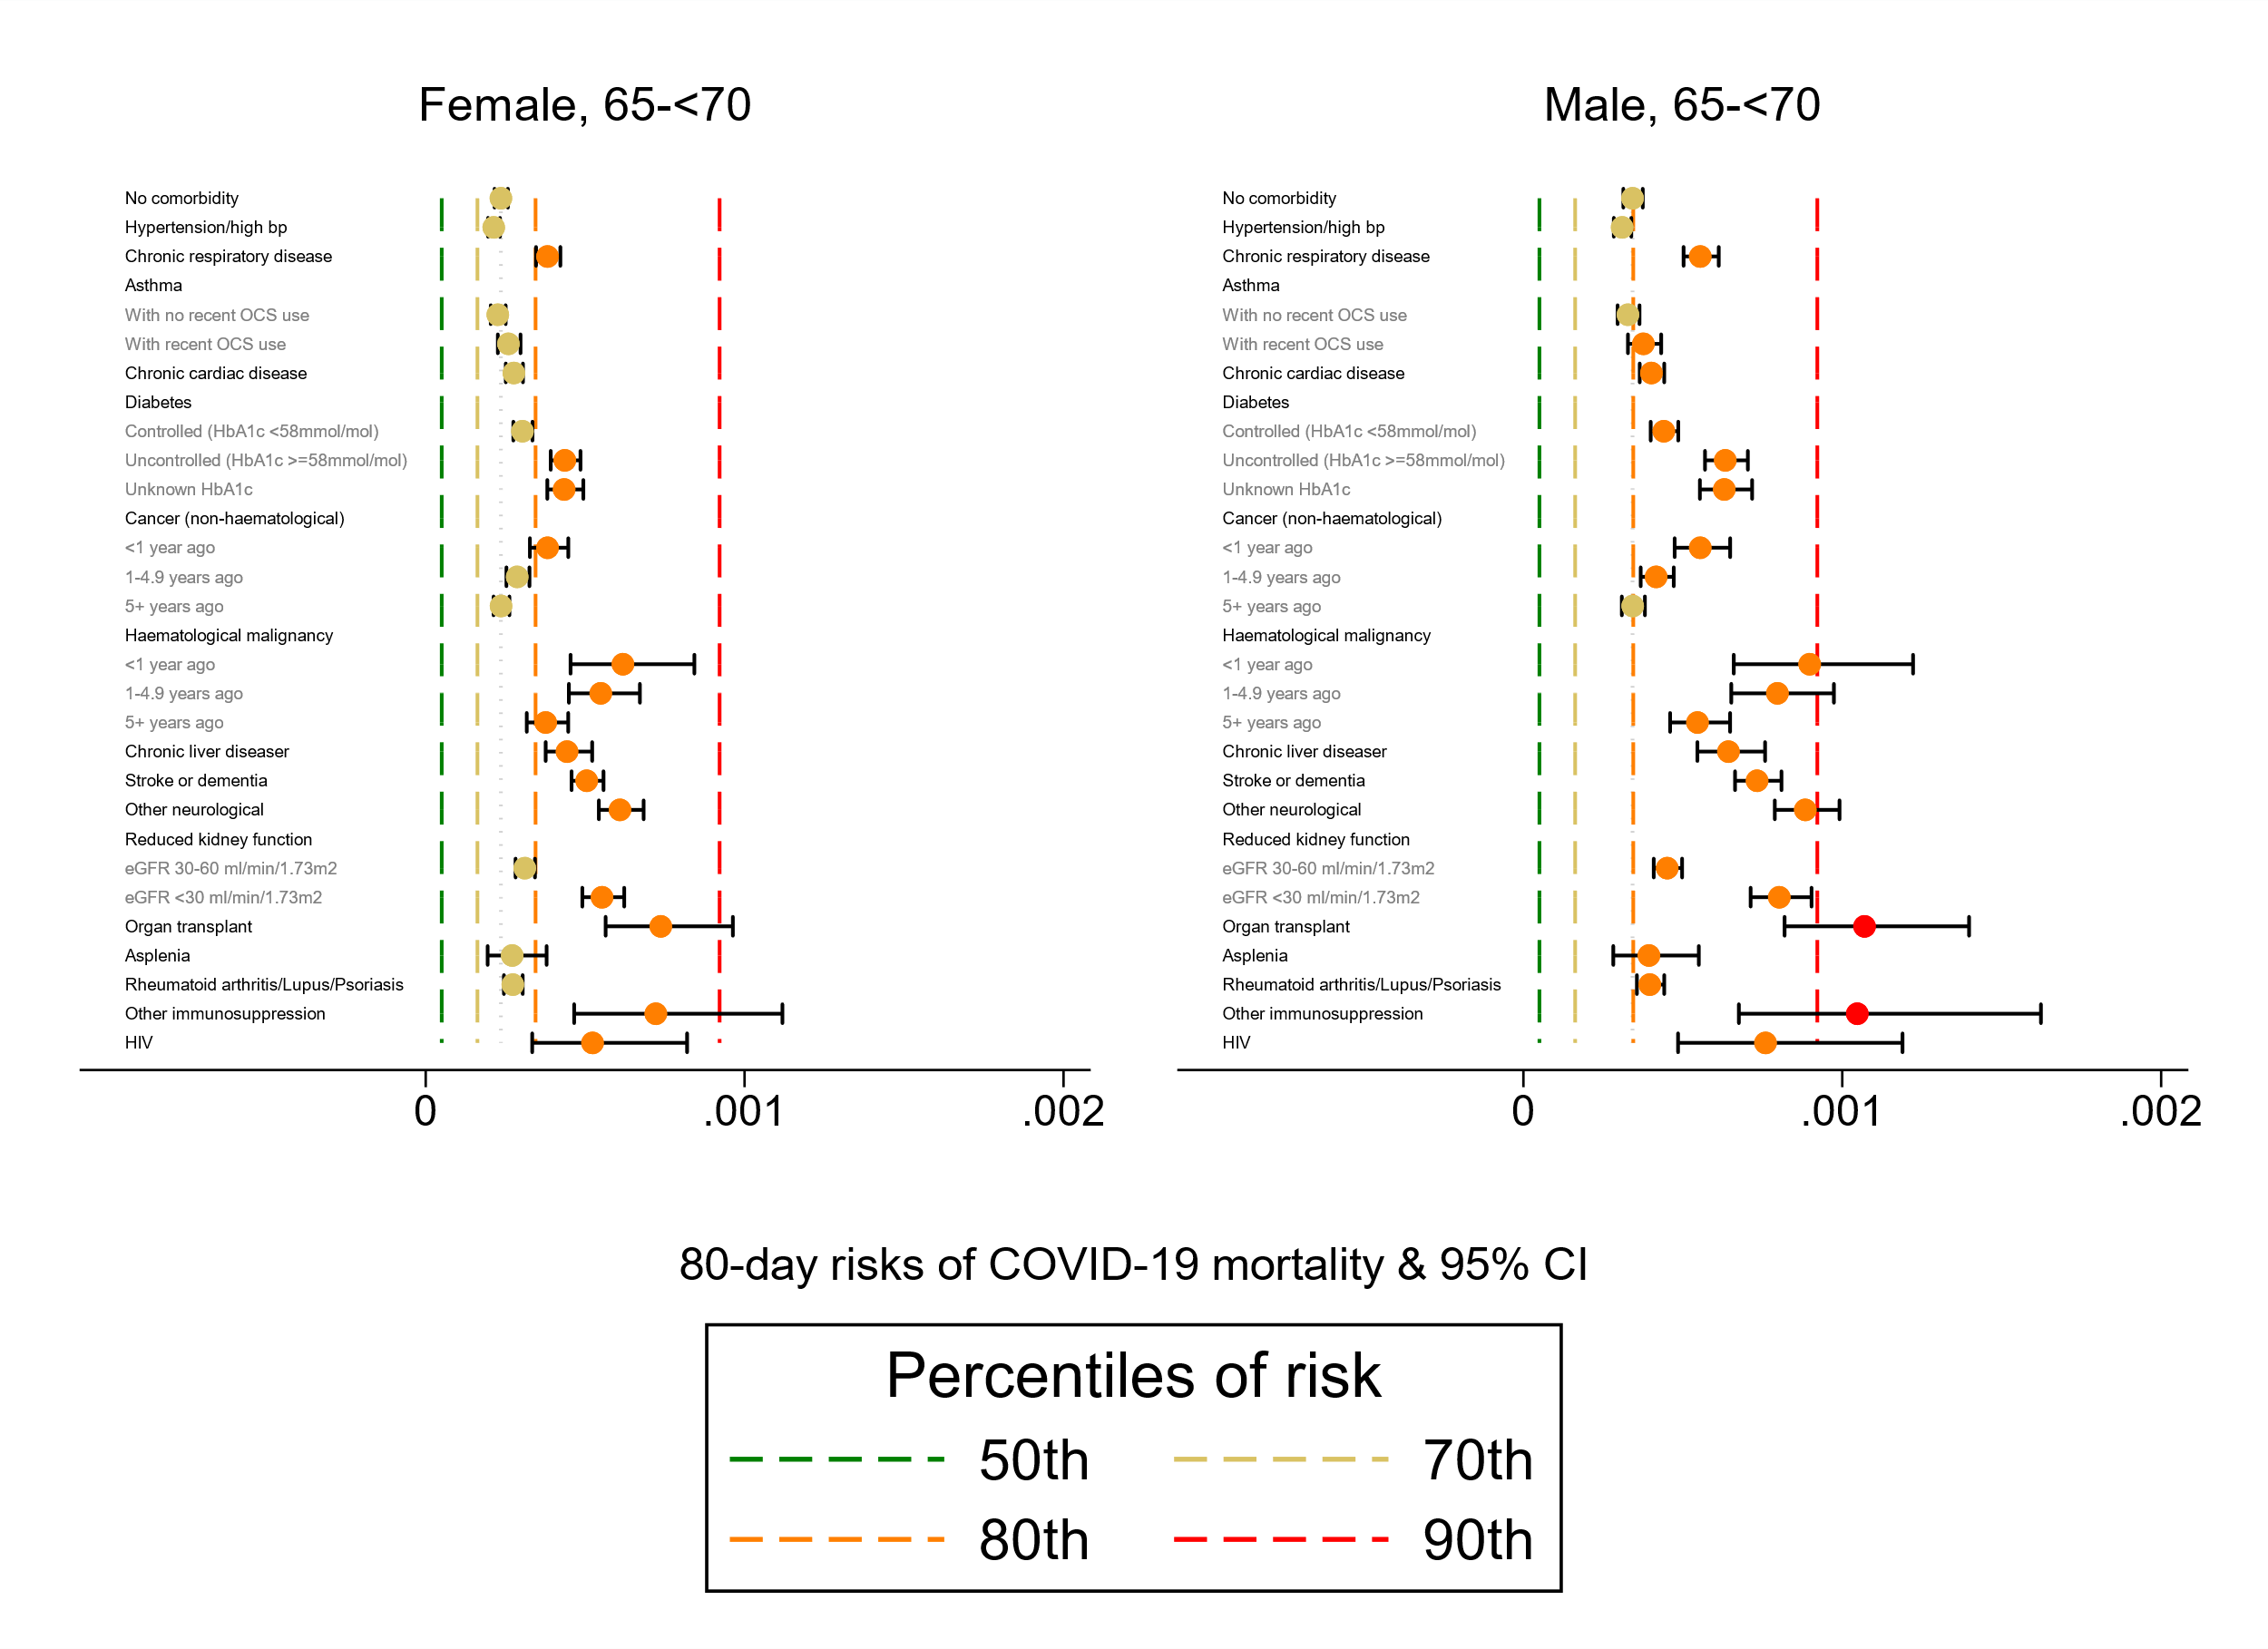 Female, 65-<70
No comorbidity
Hypertension/high bp
Chronic respiratory disease
Asthma
With no recent OCS use
With recent OCS use
Chronic cardiac disease
Diabetes
Controlled (HbA1c <58mmol/mol)
Uncontrolled (HbA1c >=58mmol/mol)
Unknown HbA1c
Cancer (non-haematological)
<1 year ago
1-4.9 years ago
5+ years ago
Haematological malignancy
<1 year ago
1-4.9 years ago
5+ years ago
Chronic liver diseaser
Stroke or dementia
Other neurological
Reduced kidney function
eGFR 30-60 ml/min/1.73m2
eGFR <30 ml/min/1.73m2
Organ transplant
Asplenia
Rheumatoid arthritis/Lupus/Psoriasis
Other immunosuppression
HIV
0 .001 .002
Male, 65-<70
No comorbidity
Hypertension/high bp
Chronic respiratory disease
Asthma
With no recent OCS use
With recent OCS use
Chronic cardiac disease
Diabetes
Controlled (HbA1c <58mmol/mol)
Uncontrolled (HbA1c >=58mmol/mol)
Unknown HbA1c
Cancer (non-haematological)
<1 year ago
1-4.9 years ago
5+ years ago
Haematological malignancy
<1 year ago
1-4.9 years ago
5+ years ago
Chronic liver diseaser
Stroke or dementia
Other neurological
Reduced kidney function
eGFR 30-60 ml/min/1.73m2
eGFR <30 ml/min/1.73m2
Organ transplant
Asplenia
Rheumatoid arthritis/Lupus/Psoriasis
Other immunosuppression
HIV
0 .001 .002
80-day risks of COVID-19 mortality & 95% CI
Percentiles of risk
50th 70th
80th 90th